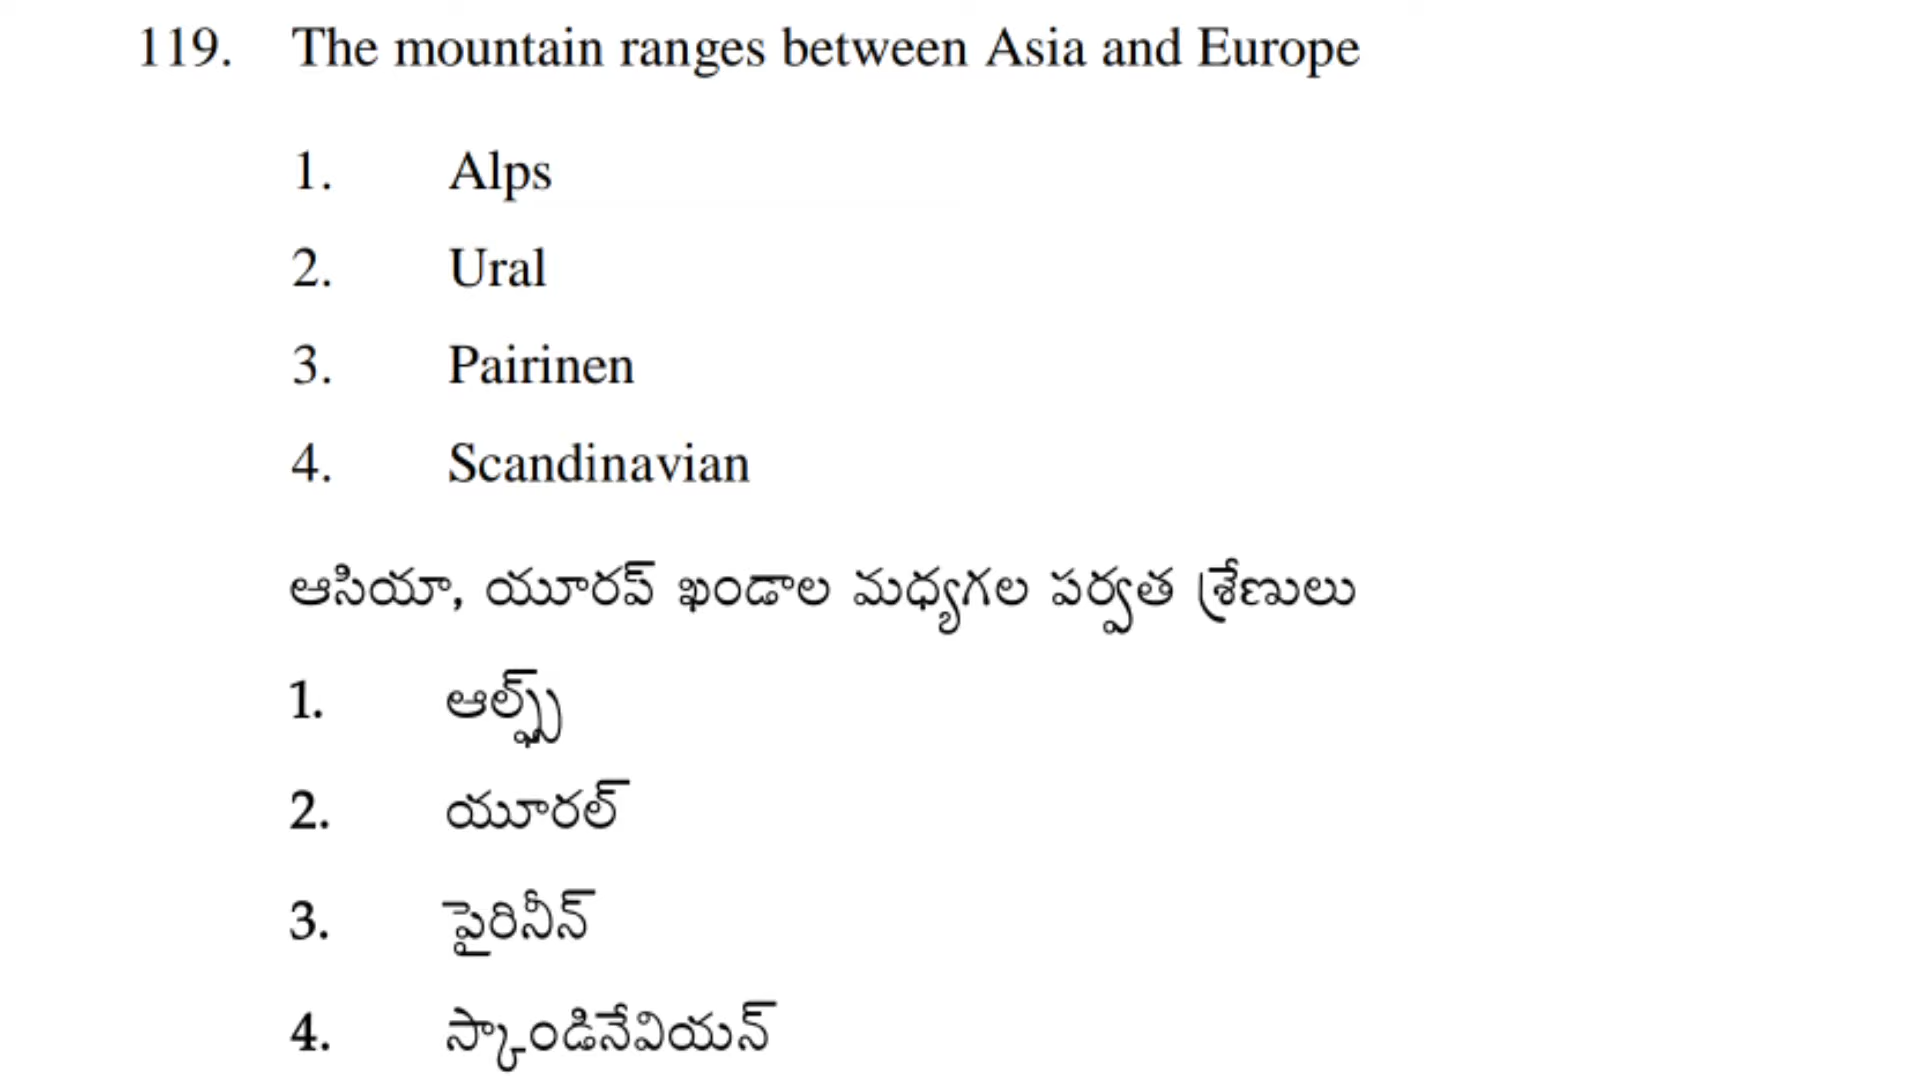 119. The mountain ranges between Asia and Europe
1. Alps
2. Ural
3. Pairinen
4. Scandinavian
ఆసియా, యూరప్ ఖండాల మధ్యగల పర్వత శ్రేణులు
1. ఆల్ఫ్స్
2. యూరల్
3. పైరినీన్
4. స్కాండినేవియన్